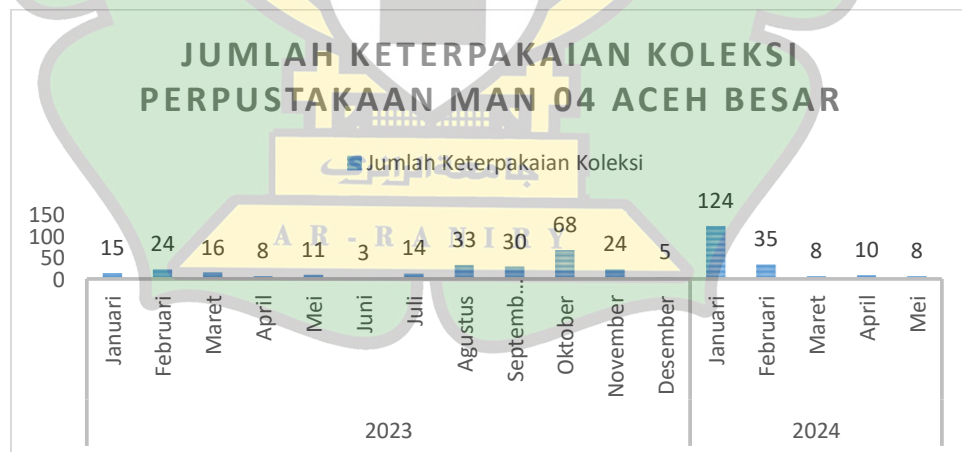 JUMLAH KETERPAKAIAN KOLEKSI
PERPUSTAKAAN MAN 04 ACEH BESAR
Jumlah Keterpakaian Koleksi
جامعة الرانري
AR-RANIRY
150
100
50
0
15 24 16 8 11 3 14 33 30 68 24 5 124 35 8 10 8
Januari
Februari
Maret
April
Mei
Juni
Juli
Agustus
Septemb...
Oktober
November
Desember
Januari
Februari
Maret
April
Mei
2023 2024